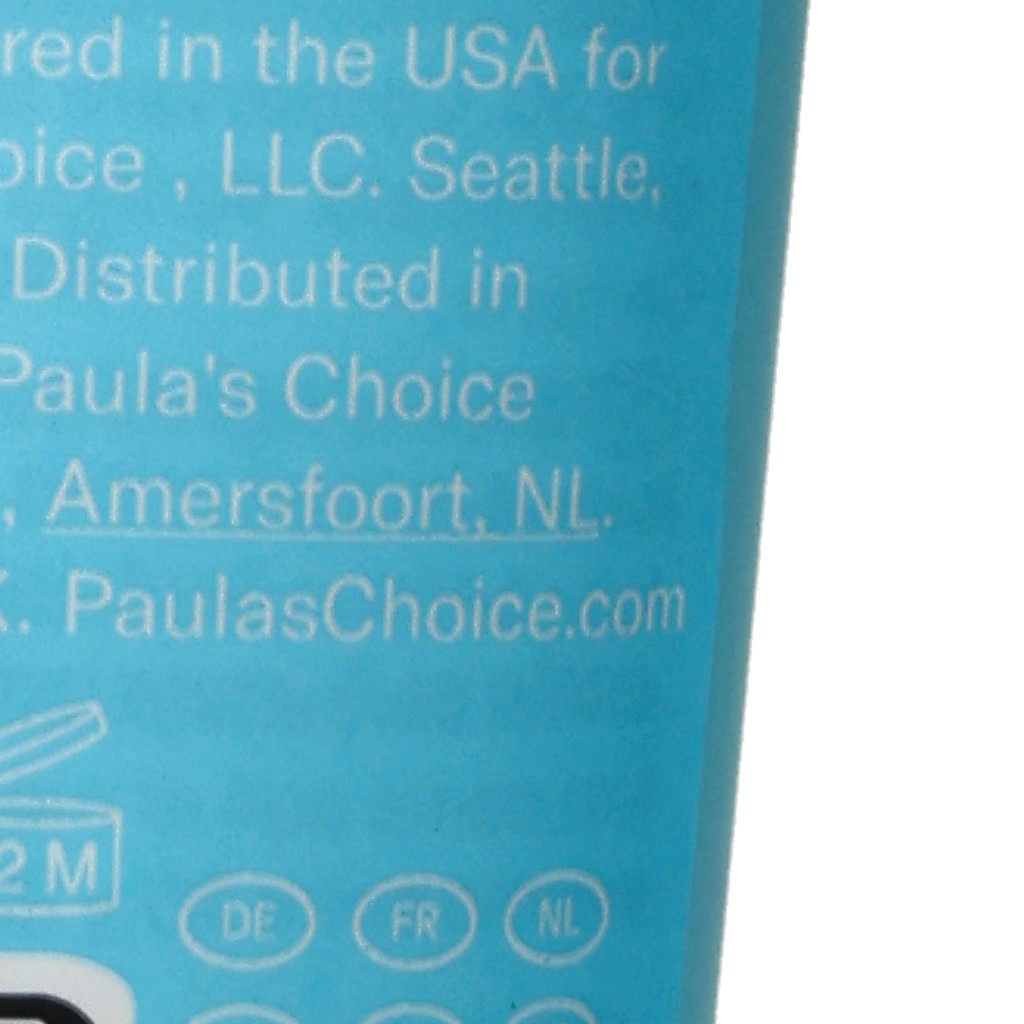 red in the USA for
oice , LLC. Seattle,
Distributed in
Paula's Choice
, Amersfoort, NL.
K. PaulasChoice.com
2 M
DE FR NL